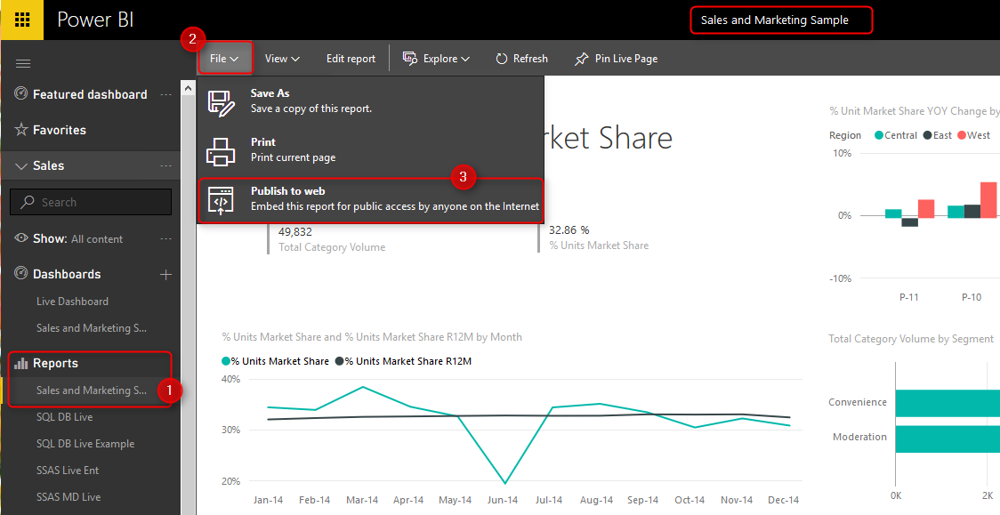 Power BI
Sales and Marketing Sample
2
File
View
Edit report
Explore
Refresh
Pin Live Page
Featured dashboard ...
Favorites
Sales ...
Search
Show: All content ...
Dashboards +
Live Dashboard
Sales and Marketing S...
Reports
Sales and Marketing S...
1
SQL DB Live
SQL DB Live Example
SSAS Live Ent
SSAS MD Live
Save As
Save a copy of this report.
Print
Print current page
3
Publish to web
Embed this report for public access by anyone on the Internet
ket Share
49,832
Total Category Volume
32.86 %
% Units Market Share
% Unit Market Share YOY Change by
Region Central East West
10%
0%
-10%
P-11 P-10
% Units Market Share and % Units Market Share R12M by Month
% Units Market Share % Units Market Share R12M
40%
30%
20%
Jan-14 Feb-14 Mar-14 Apr-14 May-14 Jun-14 Jul-14 Aug-14 Sep-14 Oct-14 Nov-14 Dec-14
Total Category Volume by Segment
Convenience
Moderation
0K 2K